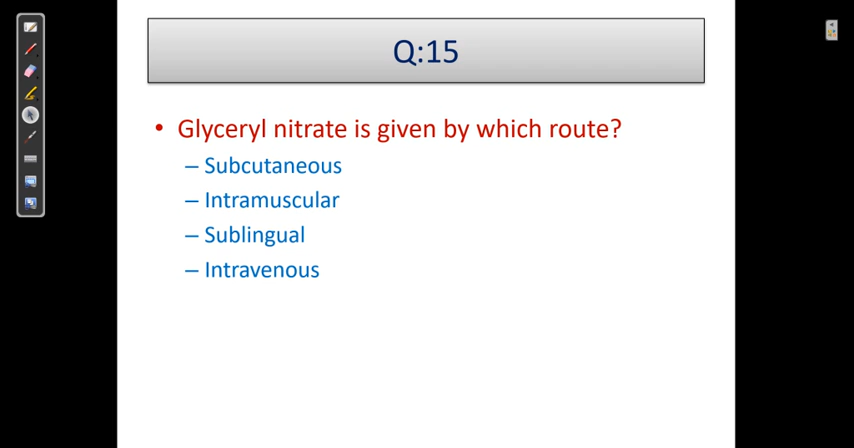 Q:15
• Glyceryl nitrate is given by which route?
– Subcutaneous
– Intramuscular
– Sublingual
– Intravenous